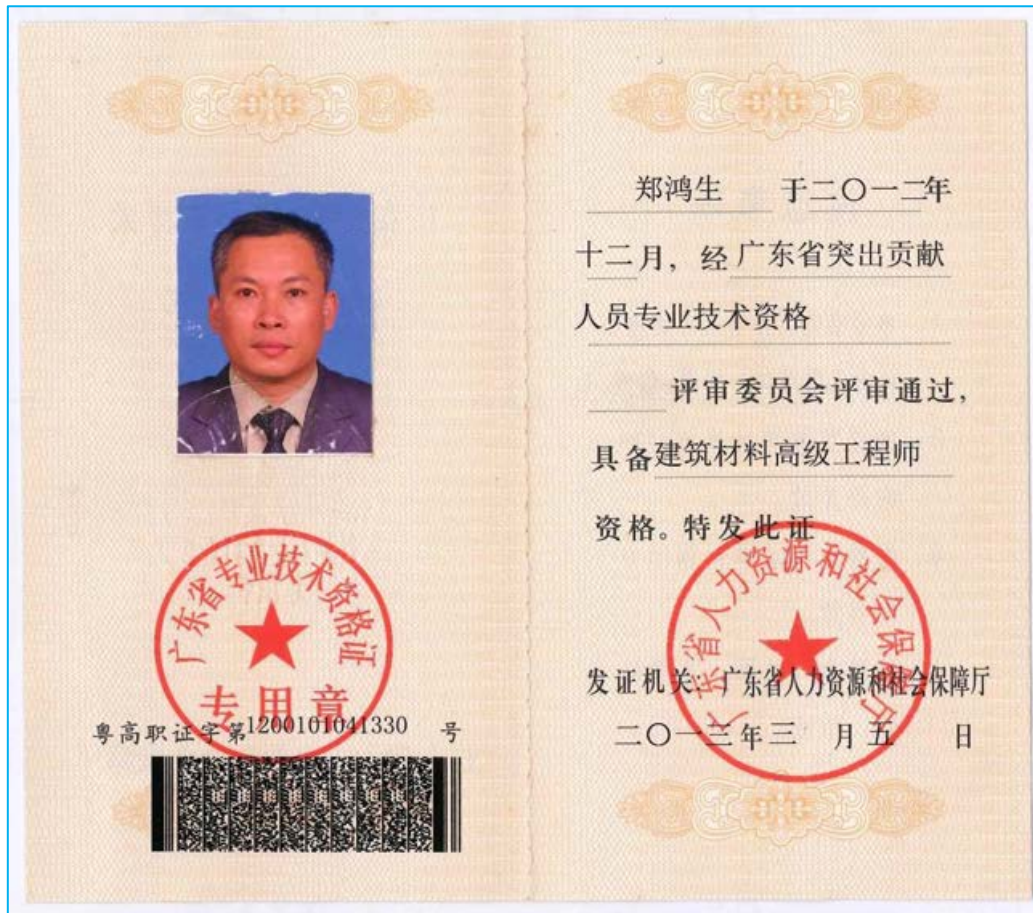 广东省专业技术资格证
专用章
粤高职证字第1200101041330 号
郑鸿生 于二〇一二年
十二月，经广东省突出贡献
人员专业技术资格
评审委员会评审通过，
具备建筑材料高级工程师
资格。特发此证
广东省人力资源和社会保障厅
发证机关：广东省人力资源和社会保障厅
二〇一三年三 月五 日